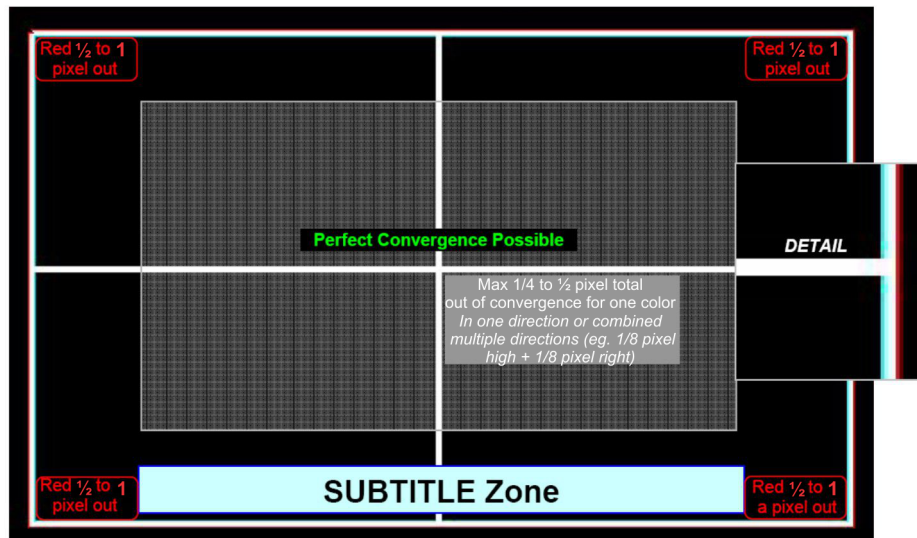 Red ½ to 1
pixel out
Red ½ to 1
pixel out
Perfect Convergence Possible
DETAIL
Max 1/4 to ½ pixel total
out of convergence for one color
In one direction or combined
multiple directions (eg. 1/8 pixel
high + 1/8 pixel right)
Red ½ to 1
pixel out
SUBTITLE Zone
Red ½ to 1
a pixel out